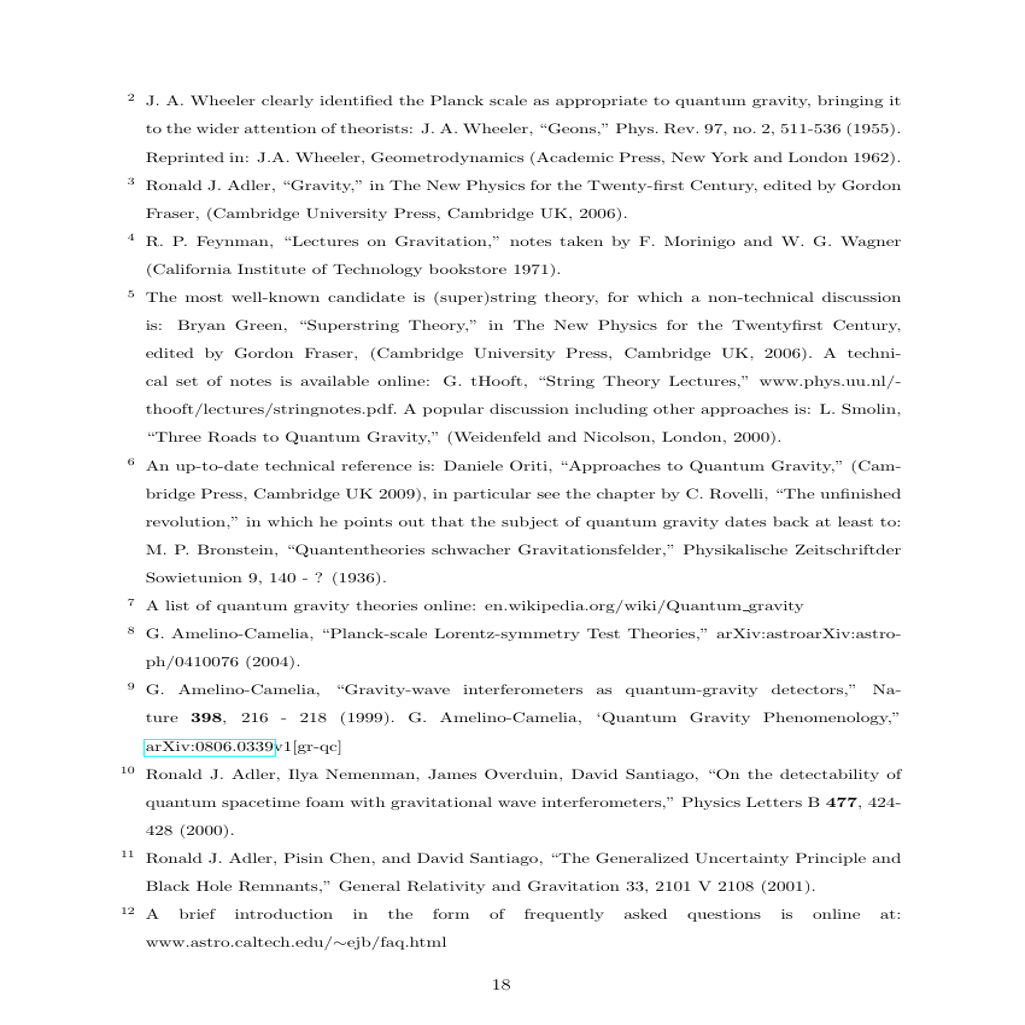 2 J. A. Wheeler clearly identified the Planck scale as appropriate to quantum gravity, bringing it
to the wider attention of theorists: J. A. Wheeler, “Geons,” Phys. Rev. 97, no. 2, 511-536 (1955).
Reprinted in: J.A. Wheeler, Geometrodynamics (Academic Press, New York and London 1962).
3 Ronald J. Adler, “Gravity,” in The New Physics for the Twenty-first Century, edited by Gordon
Fraser, (Cambridge University Press, Cambridge UK, 2006).
4 R. P. Feynman, “Lectures on Gravitation,” notes taken by F. Morinigo and W. G. Wagner
(California Institute of Technology bookstore 1971).
5 The most well-known candidate is (super)string theory, for which a non-technical discussion
is: Bryan Green, “Superstring Theory,” in The New Physics for the Twentyfirst Century,
edited by Gordon Fraser, (Cambridge University Press, Cambridge UK, 2006). A techni-
cal set of notes is available online: G. tHooft, “String Theory Lectures,” www.phys.uu.nl/-
thooft/lectures/stringnotes.pdf. A popular discussion including other approaches is: L. Smolin,
“Three Roads to Quantum Gravity,” (Weidenfeld and Nicolson, London, 2000).
6 An up-to-date technical reference is: Daniele Oriti, “Approaches to Quantum Gravity,” (Cam-
bridge Press, Cambridge UK 2009), in particular see the chapter by C. Rovelli, “The unfinished
revolution,” in which he points out that the subject of quantum gravity dates back at least to:
M. P. Bronstein, “Quantentheories schwacher Gravitationsfelder,” Physikalische Zeitschriftder
Sowietunion 9, 140 - ? (1936).
7 A list of quantum gravity theories online: en.wikipedia.org/wiki/Quantum_gravity
8 G. Amelino-Camelia, “Planck-scale Lorentz-symmetry Test Theories,” arXiv:astroarXiv:astro-
ph/0410076 (2004).
9 G. Amelino-Camelia, “Gravity-wave interferometers as quantum-gravity detectors,” Na-
ture 398, 216 - 218 (1999). G. Amelino-Camelia, ‘Quantum Gravity Phenomenology,”
arXiv:0806.0339v1[gr-qc]
10 Ronald J. Adler, Ilya Nemenman, James Overduin, David Santiago, “On the detectability of
quantum spacetime foam with gravitational wave interferometers,” Physics Letters B 477, 424-
428 (2000).
11 Ronald J. Adler, Pisin Chen, and David Santiago, “The Generalized Uncertainty Principle and
Black Hole Remnants,” General Relativity and Gravitation 33, 2101 V 2108 (2001).
12 A brief introduction in the form of frequently asked questions is online at:
www.astro.caltech.edu/∼ejb/faq.html
18